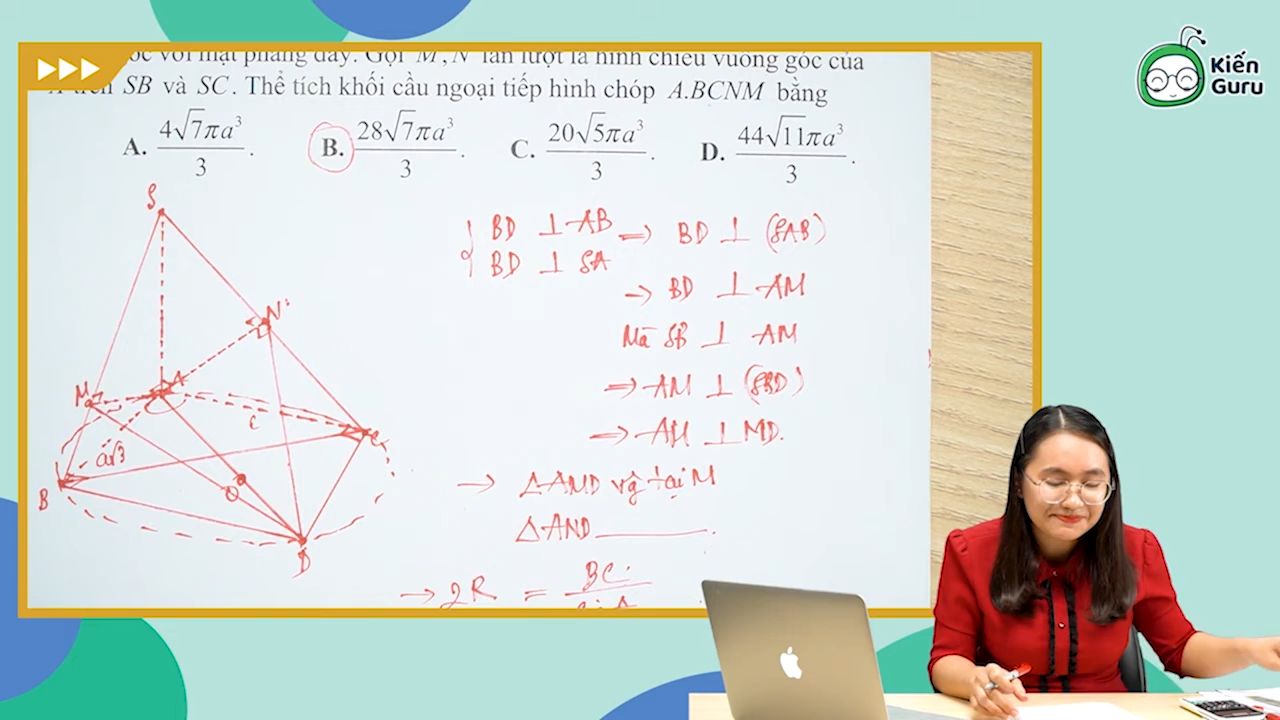 với mặt phẳng đáy. Gọi M, N lần lượt là hình chiếu vuông góc của
SB và SC. Thể tích khối cầu ngoại tiếp hình chóp A.BCNM bằng
A. 4√7πa³/3. B. 28√7πa³/3. C. 20√5πa³/3. D. 44√11πa³/3.
Kiến
Guru
S
BD ⊥ AB
BD ⊥ SA
→ BD ⊥ (SAB)
→ BD ⊥ AM
Mà SB ⊥ AM
⇒ AM ⊥ (SBD)
⇒ AM ⊥ MD.
→ ΔAMD vg tại M
ΔAND
→ 2R = BC
N
M
A
C
a√3
B
O
D